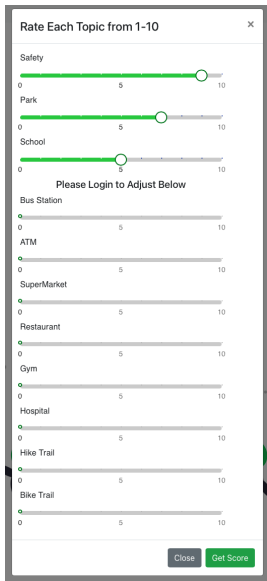 Rate Each Topic from 1-10 ×
Safety
0 5 10
Park
0 5 10
School
0 5 10
Please Login to Adjust Below
Bus Station
0 5 10
ATM
0 5 10
SuperMarket
0 5 10
Restaurant
0 5 10
Gym
0 5 10
Hospital
0 5 10
Hike Trail
0 5 10
Bike Trail
0 5 10
Close Get Score